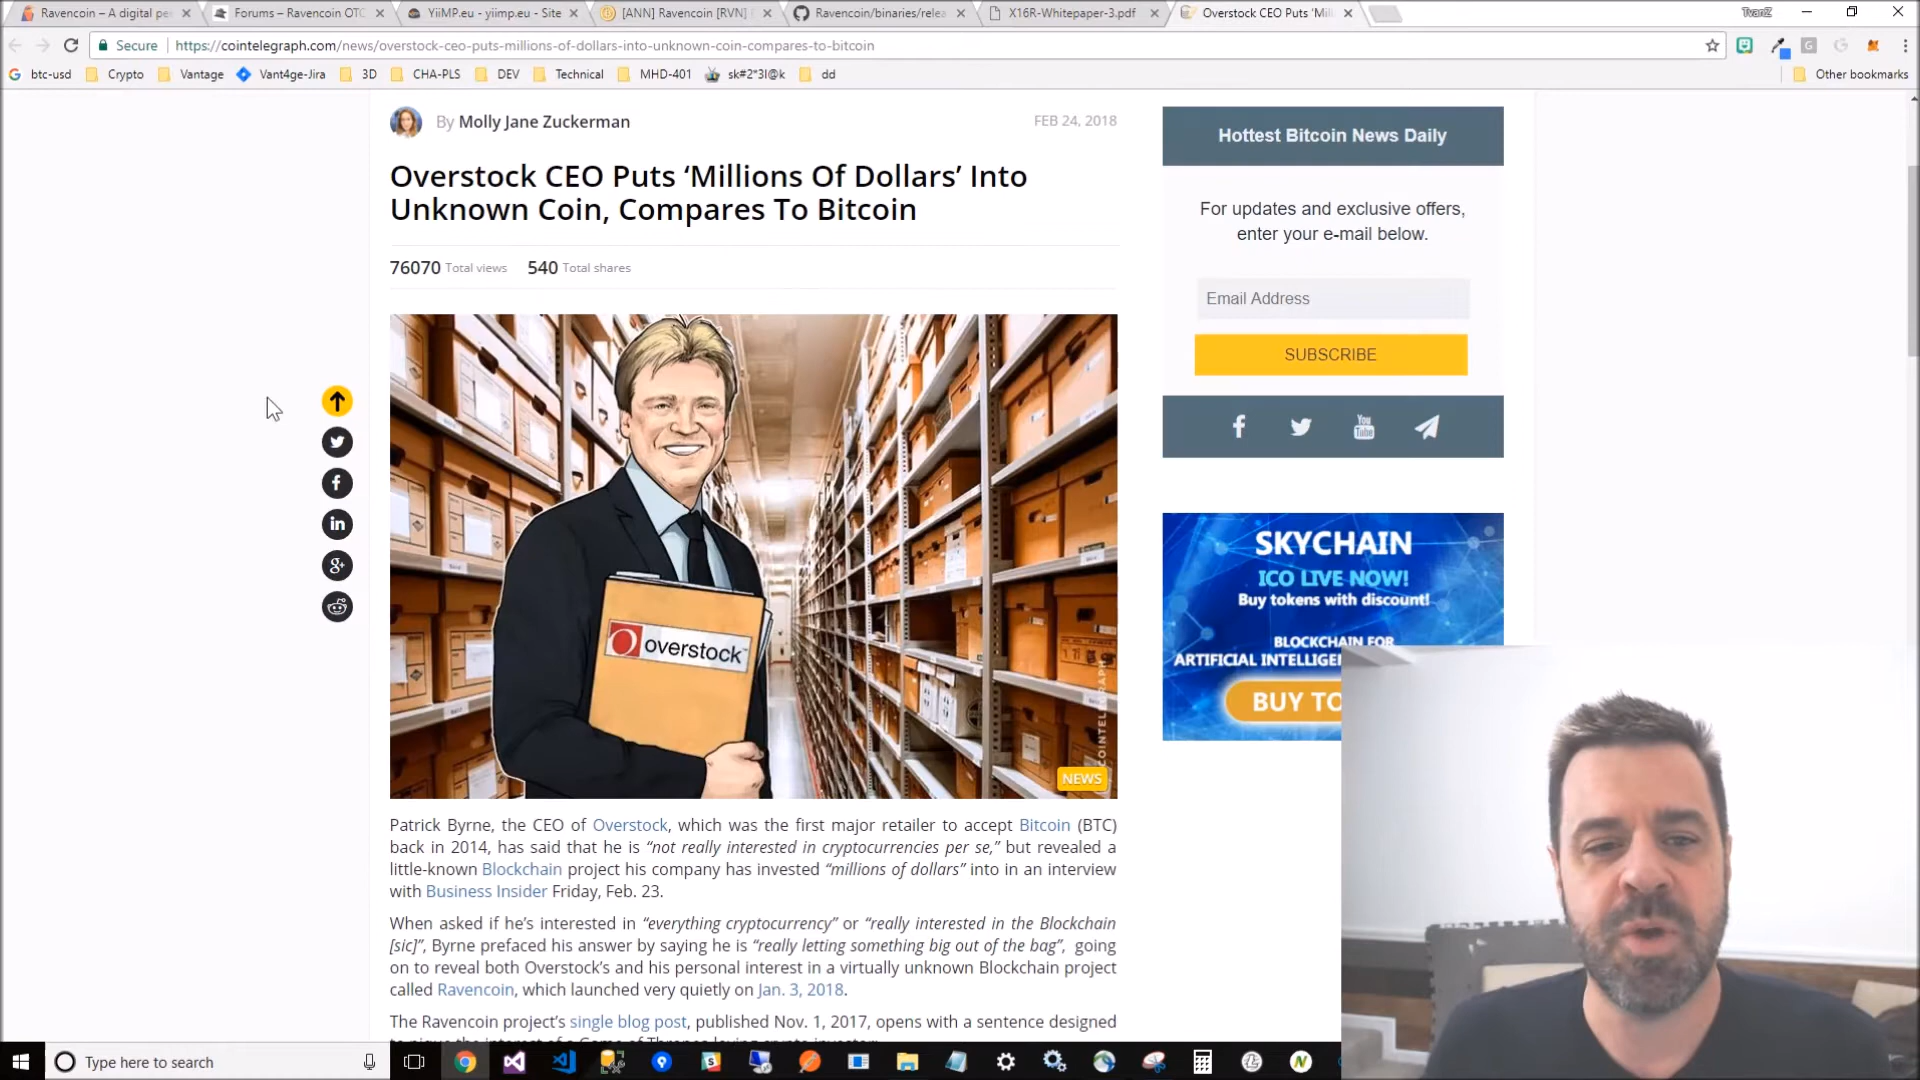 Ravencoin – A digital pe
Forums – Ravencoin OTC
YiiMP.eu - yiimp.eu - Site
[ANN] Ravencoin [RVN]
Ravencoin/binaries/relea
X16R-Whitepaper-3.pdf
Overstock CEO Puts 'Mill
TvanZ
Secure
https://cointelegraph.com/news/overstock-ceo-puts-millions-of-dollars-into-unknown-coin-compares-to-bitcoin
btc-usd
Crypto
Vantage
Vant4ge-Jira
3D
CHA-PLS
DEV
Technical
MHD-401
sk#2*3l@k
dd
Other bookmarks
By Molly Jane Zuckerman
FEB 24, 2018
Overstock CEO Puts ‘Millions Of Dollars’ Into
Unknown Coin, Compares To Bitcoin
76070 Total views 540 Total shares
overstock
COINTELEGRAPH
NEWS
Patrick Byrne, the CEO of Overstock, which was the first major retailer to accept Bitcoin (BTC)
back in 2014, has said that he is “not really interested in cryptocurrencies per se,” but revealed a
little-known Blockchain project his company has invested “millions of dollars” into in an interview
with Business Insider Friday, Feb. 23.
When asked if he’s interested in “everything cryptocurrency” or “really interested in the Blockchain
[sic]”, Byrne prefaced his answer by saying he is “really letting something big out of the bag”, going
on to reveal both Overstock’s and his personal interest in a virtually unknown Blockchain project
called Ravencoin, which launched very quietly on Jan. 3, 2018.
The Ravencoin project’s single blog post, published Nov. 1, 2017, opens with a sentence designed
Hottest Bitcoin News Daily
For updates and exclusive offers,
enter your e-mail below.
Email Address
SUBSCRIBE
You
Tube
SKYCHAIN
ICO LIVE NOW!
Buy tokens with discount!
BLOCKCHAIN FOR
ARTIFICIAL INTELLIGEN
BUY TO
Type here to search